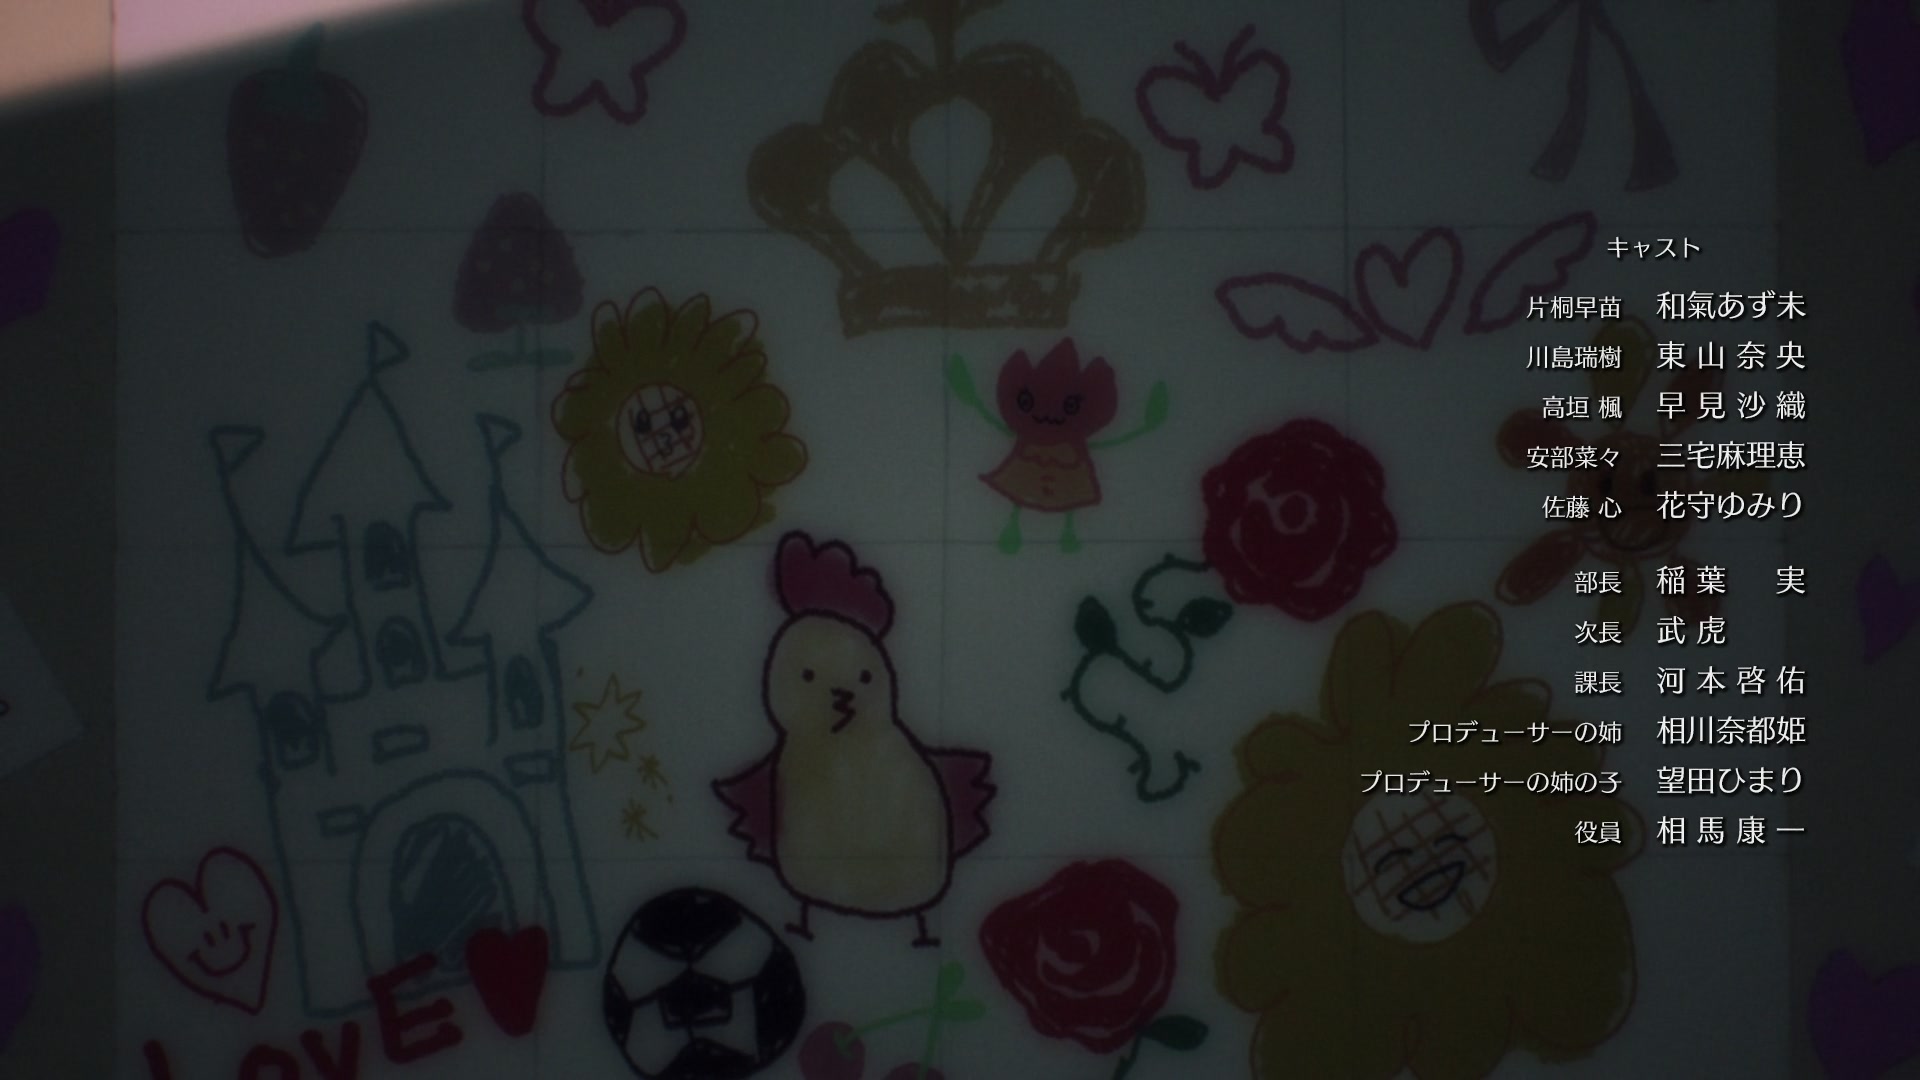 キャスト
片桐早苗 和氣あず未
川島瑞樹 東山奈央
高垣 楓 早見沙織
安部菜々 三宅麻理恵
佐藤 心 花守ゆみり
部長 稲葉 実
次長 武虎
課長 河本啓佑
プロデューサーの姉 相川奈都姫
プロデューサーの姉の子 望田ひまり
役員 相馬康一
LOVE